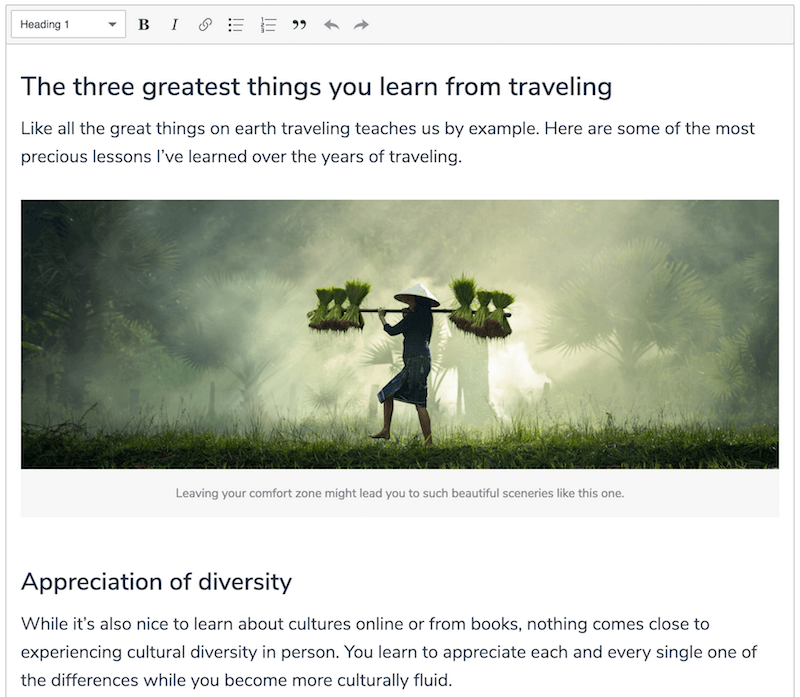 Heading 1 B I
The three greatest things you learn from traveling
Like all the great things on earth traveling teaches us by example. Here are some of the most
precious lessons I’ve learned over the years of traveling.
Leaving your comfort zone might lead you to such beautiful sceneries like this one.
Appreciation of diversity
While it’s also nice to learn about cultures online or from books, nothing comes close to
experiencing cultural diversity in person. You learn to appreciate each and every single one of
the differences while you become more culturally fluid.